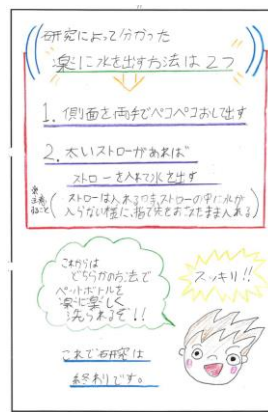 研究によって分かった
楽に水を出す方法は2つ
1. 側面を両手でペコペコおして出す
2. 太いストローがあれば
ストローを入れて水を出す
ストローは入れるとき、ストローの中に水が
入らない様に、指で先をおさえたまま入れる
これからは
どちらかの方法で
ペットボトルを
楽に楽しく
洗られるぞ!!
スッキリ!!
これで研究は
終わりです。